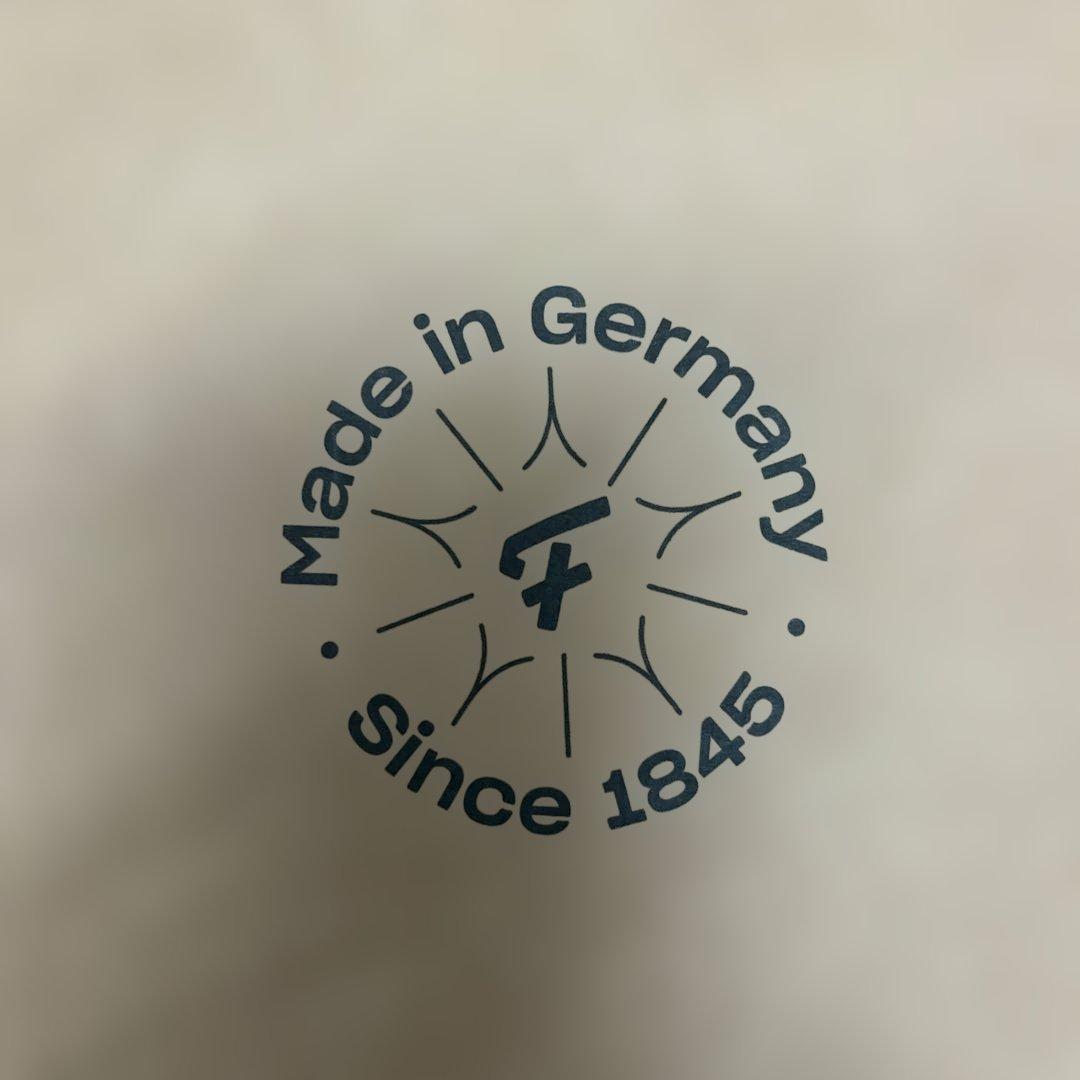 Made in Germany
F
• Since 1845 •